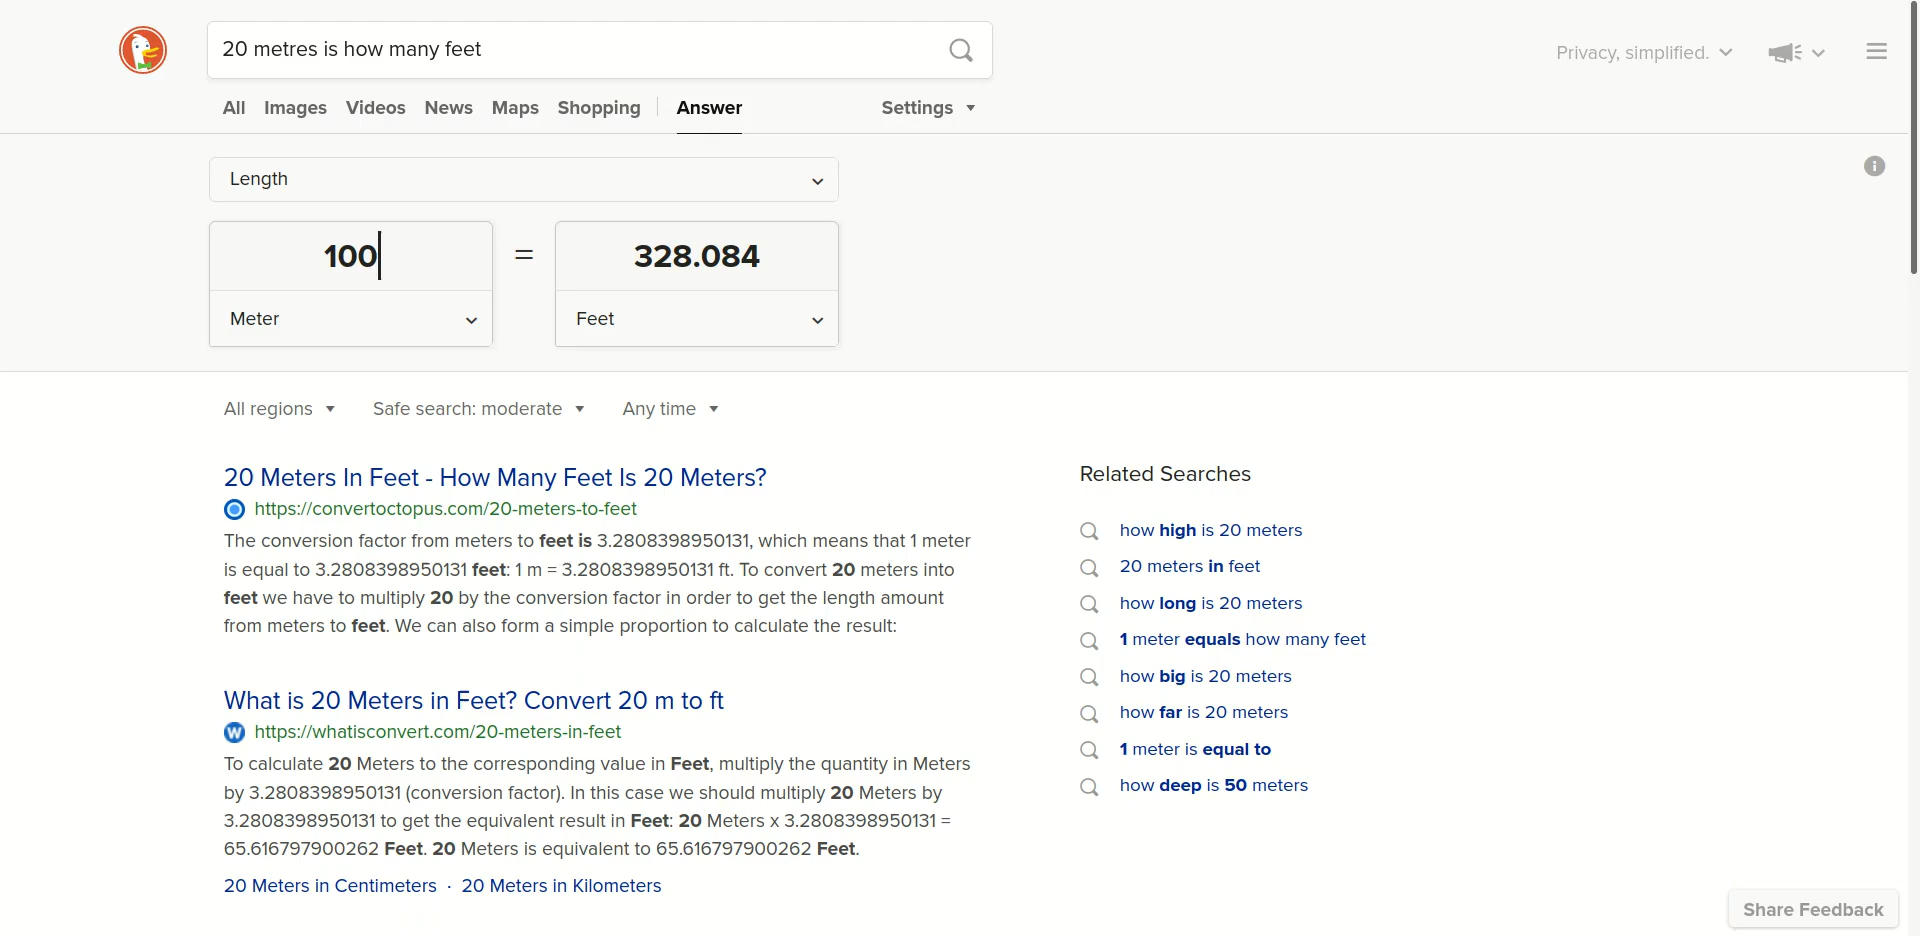 20 metres is how many feet
Privacy, simplified.
All Images Videos News Maps Shopping Answer Settings
Length
100 = 328.084
Meter Feet
All regions Safe search: moderate Any time
20 Meters In Feet - How Many Feet Is 20 Meters?
https://convertoctopus.com/20-meters-to-feet
The conversion factor from meters to feet is 3.2808398950131, which means that 1 meter
is equal to 3.2808398950131 feet: 1 m = 3.2808398950131 ft. To convert 20 meters into
feet we have to multiply 20 by the conversion factor in order to get the length amount
from meters to feet. We can also form a simple proportion to calculate the result:
What is 20 Meters in Feet? Convert 20 m to ft
W https://whatisconvert.com/20-meters-in-feet
To calculate 20 Meters to the corresponding value in Feet, multiply the quantity in Meters
by 3.2808398950131 (conversion factor). In this case we should multiply 20 Meters by
3.2808398950131 to get the equivalent result in Feet: 20 Meters x 3.2808398950131 =
65.616797900262 Feet. 20 Meters is equivalent to 65.616797900262 Feet.
20 Meters in Centimeters · 20 Meters in Kilometers
Related Searches
how high is 20 meters
20 meters in feet
how long is 20 meters
1 meter equals how many feet
how big is 20 meters
how far is 20 meters
1 meter is equal to
how deep is 50 meters
Share Feedback